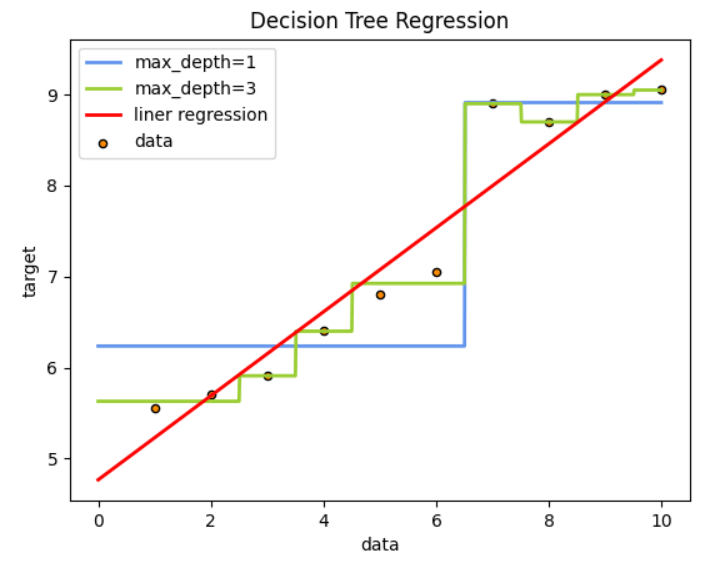 Decision Tree Regression
max_depth=1
max_depth=3
liner regression
data
9
8
7
6
5
target
0 2 4 6 8 10
data